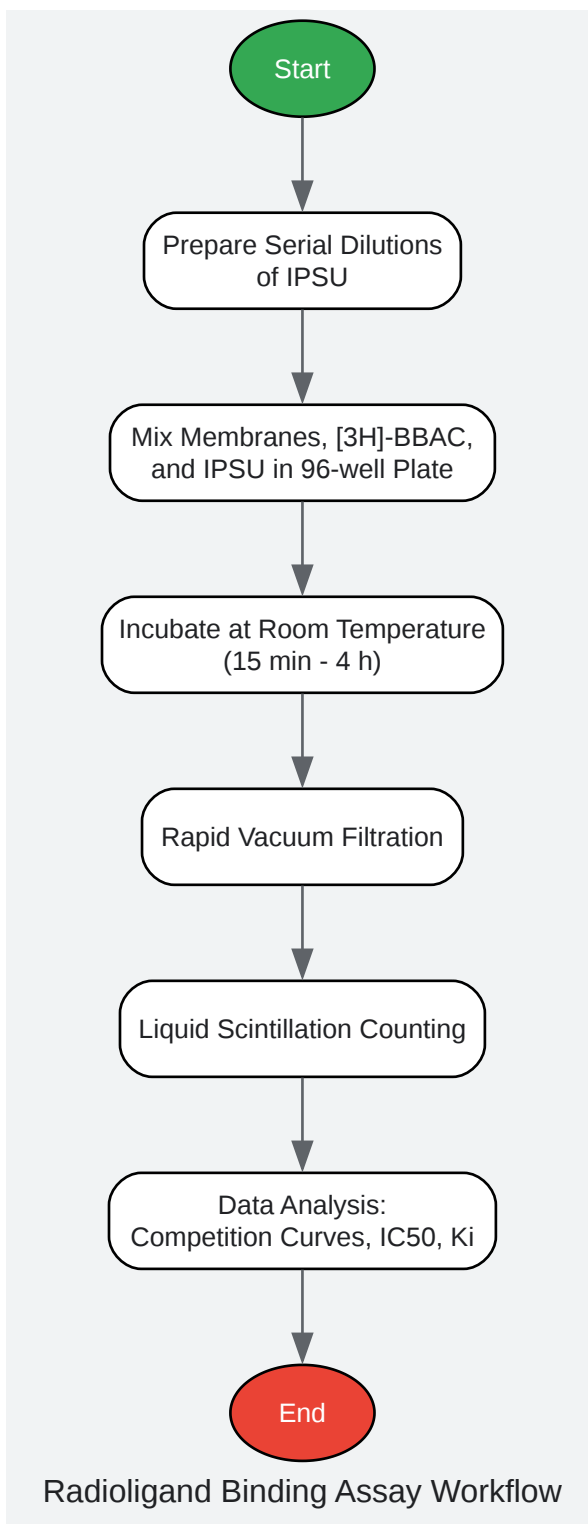 Start
Prepare Serial Dilutions
of IPSU
Mix Membranes, [3H]-BBAC,
and IPSU in 96-well Plate
Incubate at Room Temperature
(15 min - 4 h)
Rapid Vacuum Filtration
Liquid Scintillation Counting
Data Analysis:
Competition Curves, IC50, Ki
End
Radioligand Binding Assay Workflow